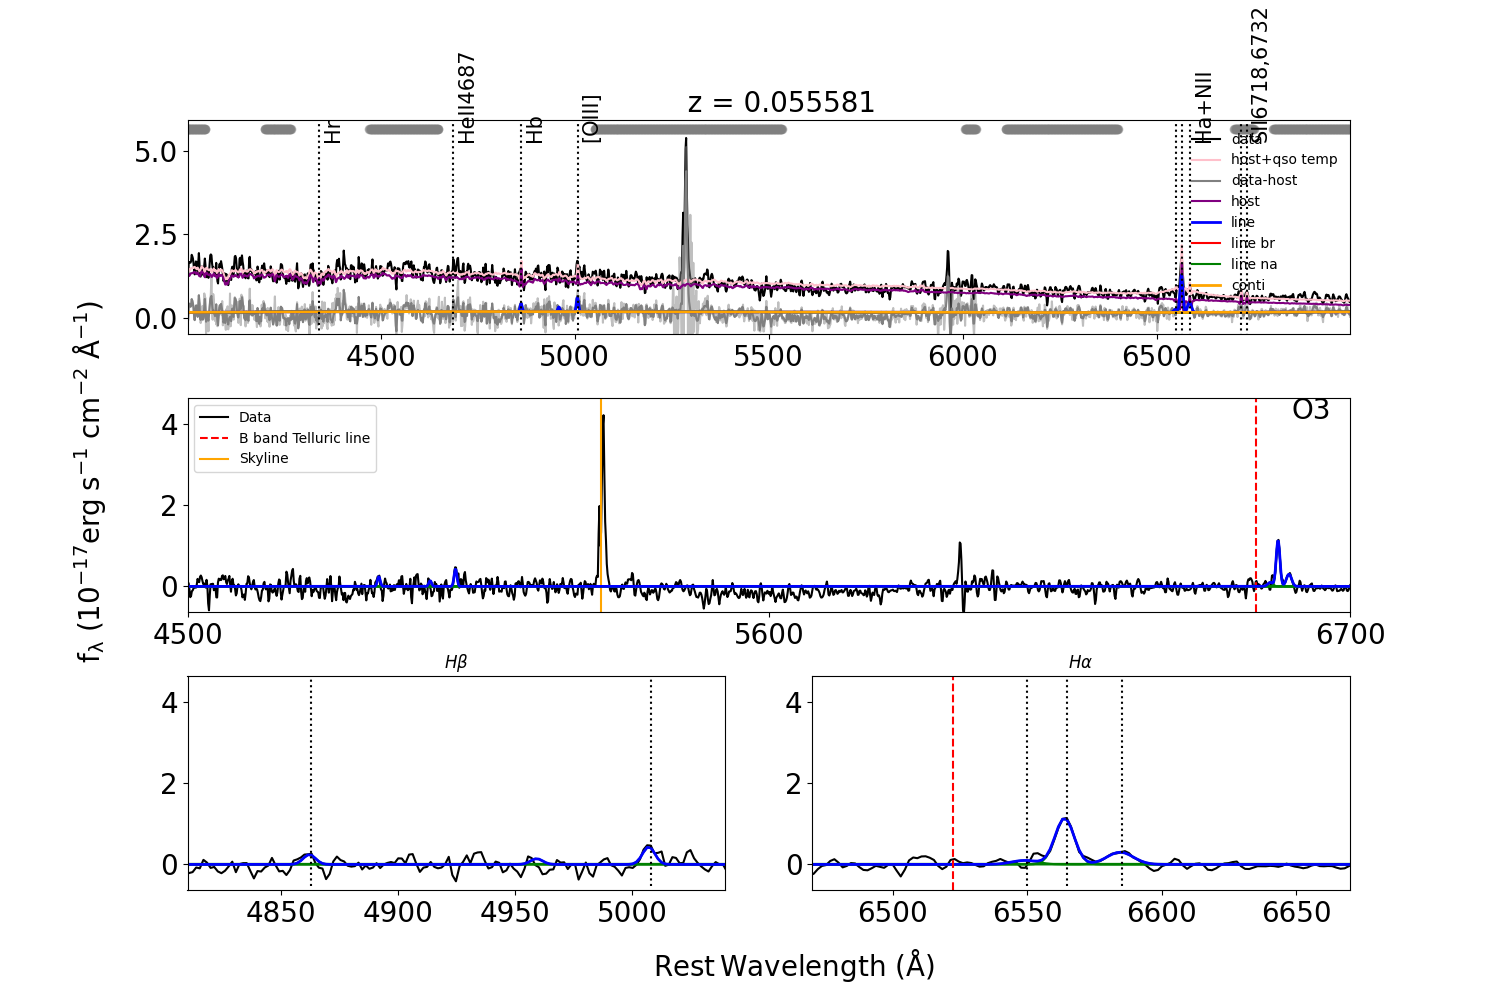 z = 0.055581
Hr
HeII4687
Hb
[OIII]
Ha+NII
SII6718,6732
data
host+qso temp
data-host
host
line
line br
line na
conti
5.0
2.5
0.0
4500 5000 5500 6000 6500
fλ (10−17erg s−1 cm−2 Å−1)
O3
Data
B band Telluric line
Skyline
4
2
0
4500 5600 6700
Hβ
4
2
0
4850 4900 4950 5000
Hα
4
2
0
6500 6550 6600 6650
Rest Wavelength (Å)